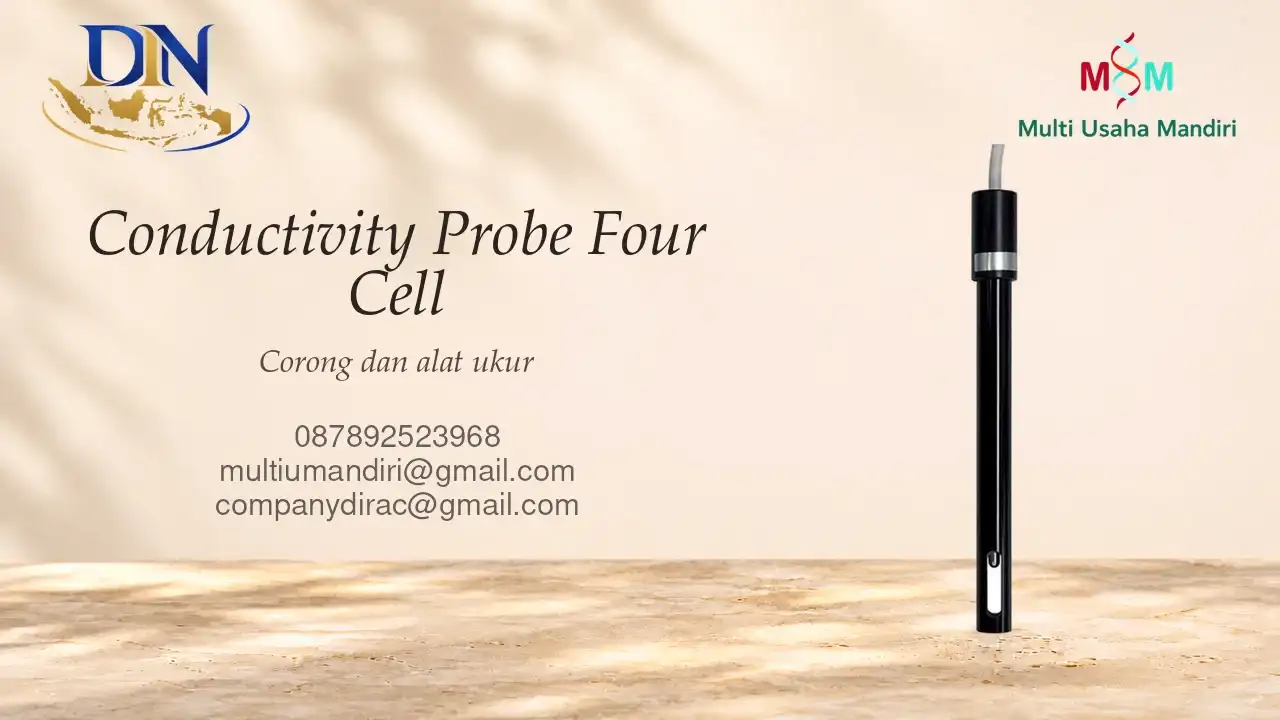 DIN
MSM
Multi Usaha Mandiri
Conductivity Probe Four
Cell
Corong dan alat ukur
087892523968
multiumandiri@gmail.com
companydirac@gmail.com